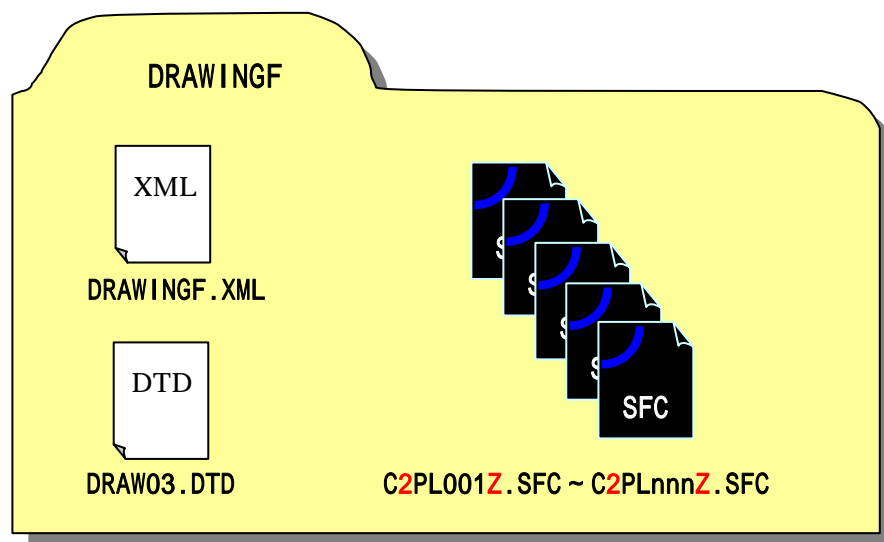 DRAWINGF
XML
DRAWINGF.XML
DTD
DRAW03.DTD
S
S
S
S
SFC
C2PL001Z.SFC ~ C2PLnnnZ.SFC